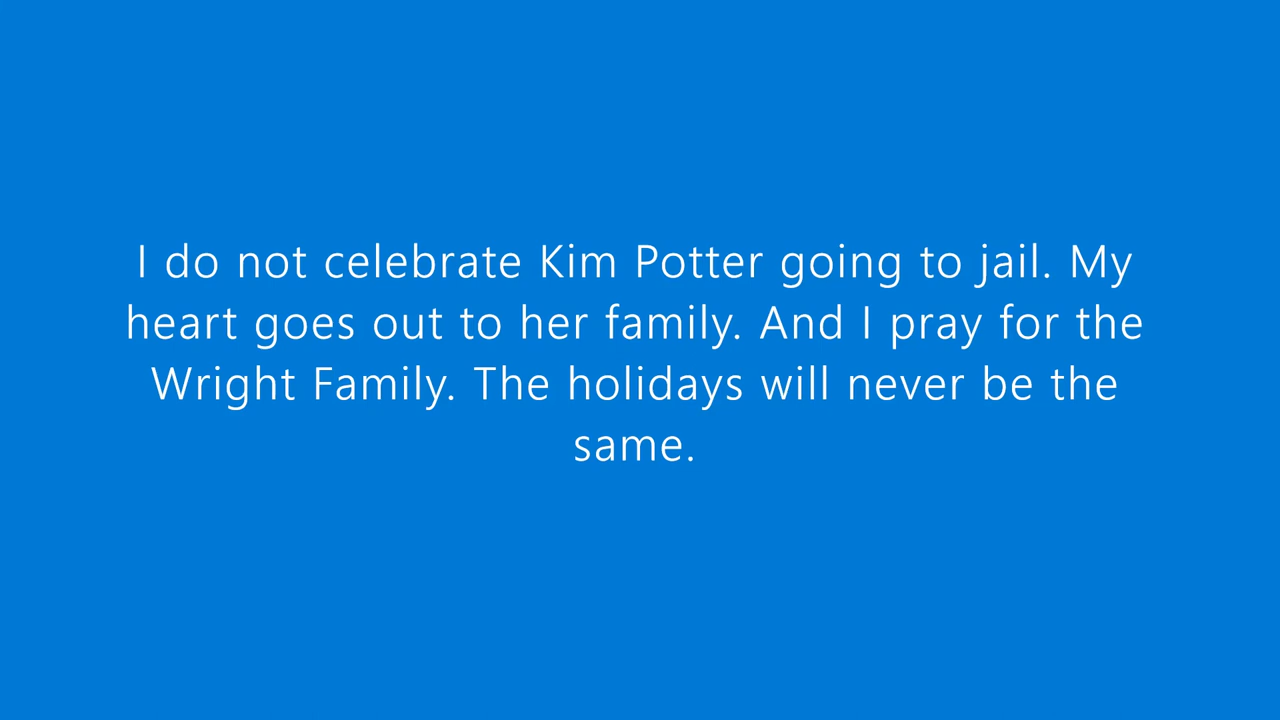 I do not celebrate Kim Potter going to jail. My
heart goes out to her family. And I pray for the
Wright Family. The holidays will never be the
same.